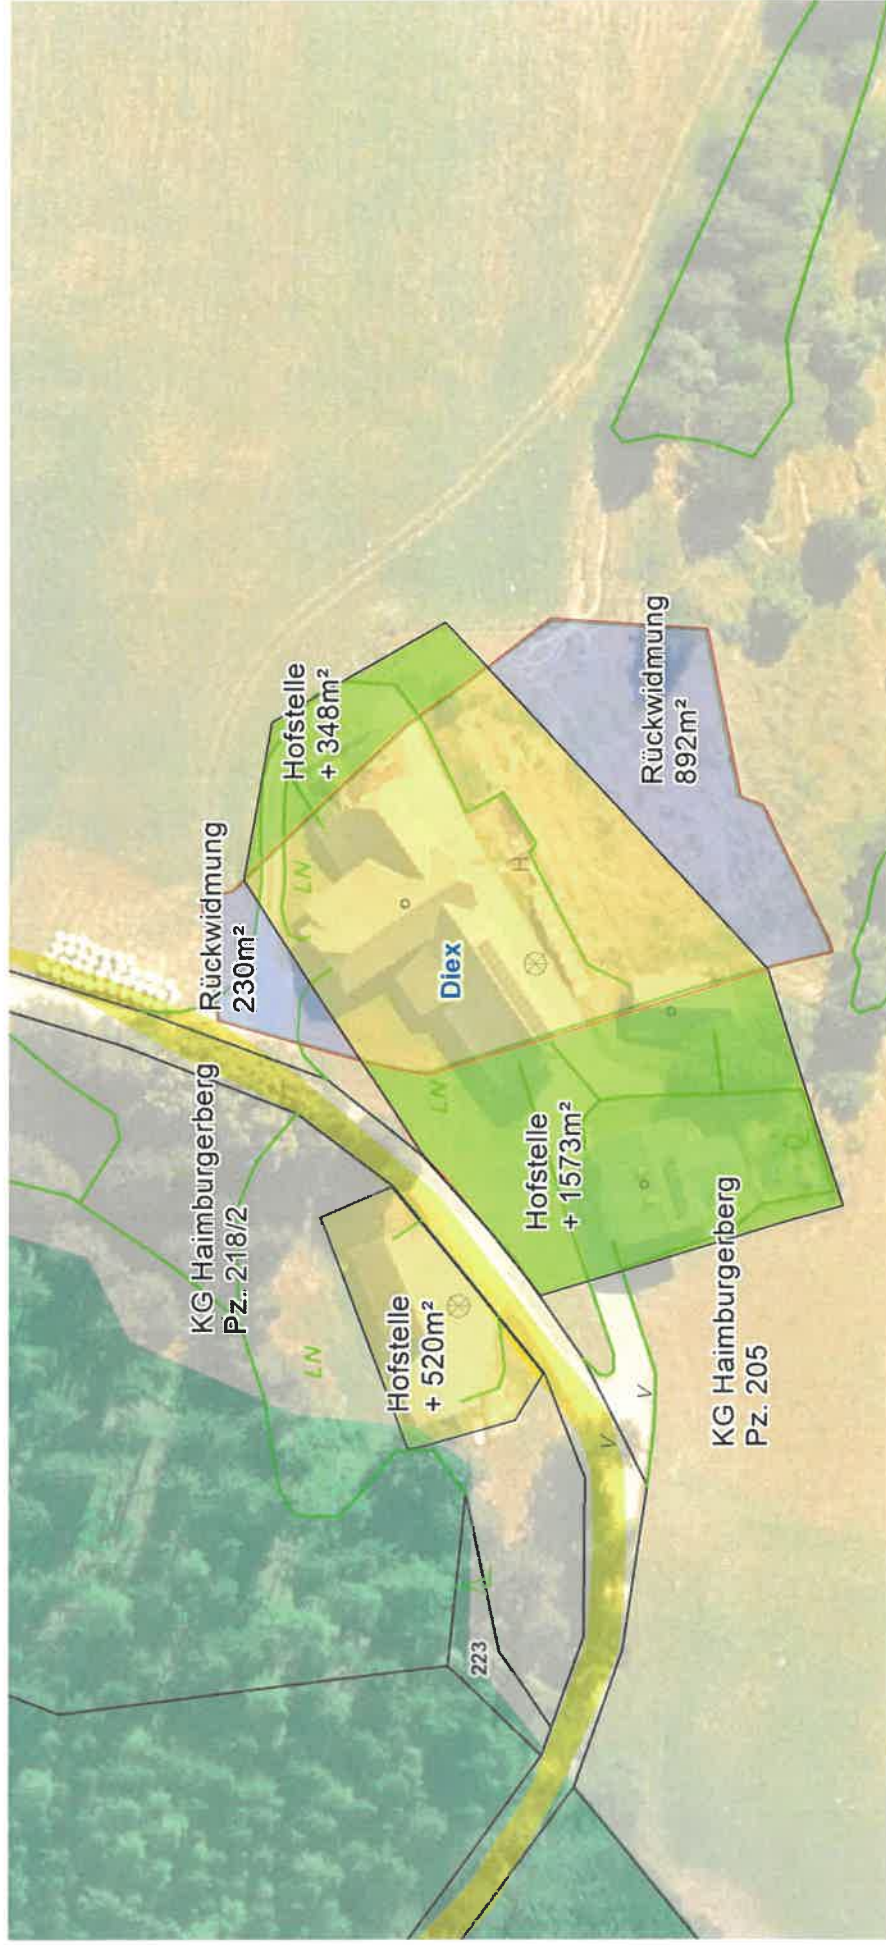 KG Haimburgerberg
Pz. 218/2
Rückwidmung
230m²
Hofstelle
+ 348m²
LN
LN
LN
Hofstelle
+ 520m²
Diex
H
Hofstelle
+ 1573m²
Rückwidmung
892m²
223
V
V
KG Haimburgerberg
Pz. 205